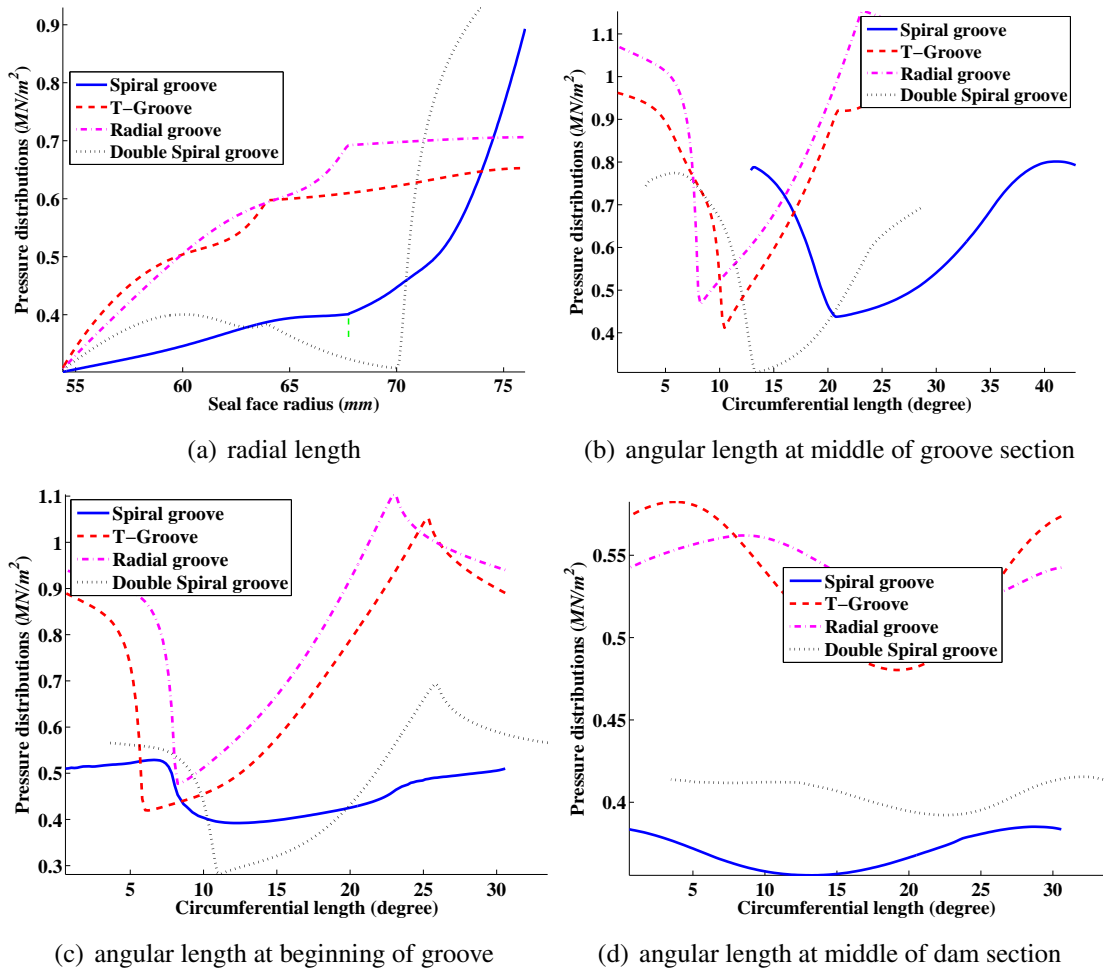 0.9
0.7
0.6
0.5
0.4
Pressure distributions (MN/m²)
Spiral groove
T−Groove
Radial groove
Double Spiral groove
55 60 65 70 75
Seal face radius (mm)
(a) radial length
1.1
1
0.9
0.8
0.7
0.6
0.5
0.4
Pressure distributions (MN/m²)
Spiral groove
T−Groove
Radial groove
Double Spiral groove
5 10 15 20 25 30 35 40
Circumferential length (degree)
(b) angular length at middle of groove section
1.1
1
0.9
0.8
0.7
0.6
0.5
0.4
0.3
Pressure distributions (MN/m²)
Spiral groove
T−Groove
Radial groove
Double Spiral groove
5 10 15 20 25 30
Circumferential length (degree)
(c) angular length at beginning of groove
0.55
0.5
0.45
0.4
Pressure distributions (MN/m²)
Spiral groove
T−Groove
Radial groove
Double Spiral groove
5 10 15 20 25 30
Circumferential length (degree)
(d) angular length at middle of dam section